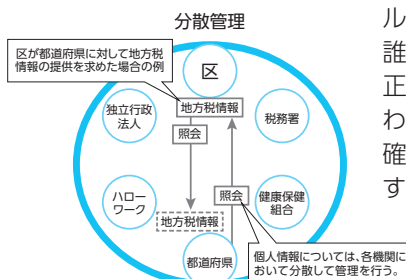 分散管理
区が都道府県に対して地方税
情報の提供を求めた場合の例
区
独立行政
法人
地方税情報
税務署
照会
ハロー
ワーク
照会
健康保健
組合
地方税情報
都道府県
個人情報については、各機関に
おいて分散して管理を行う。
ル
誰
正
わ
確
す